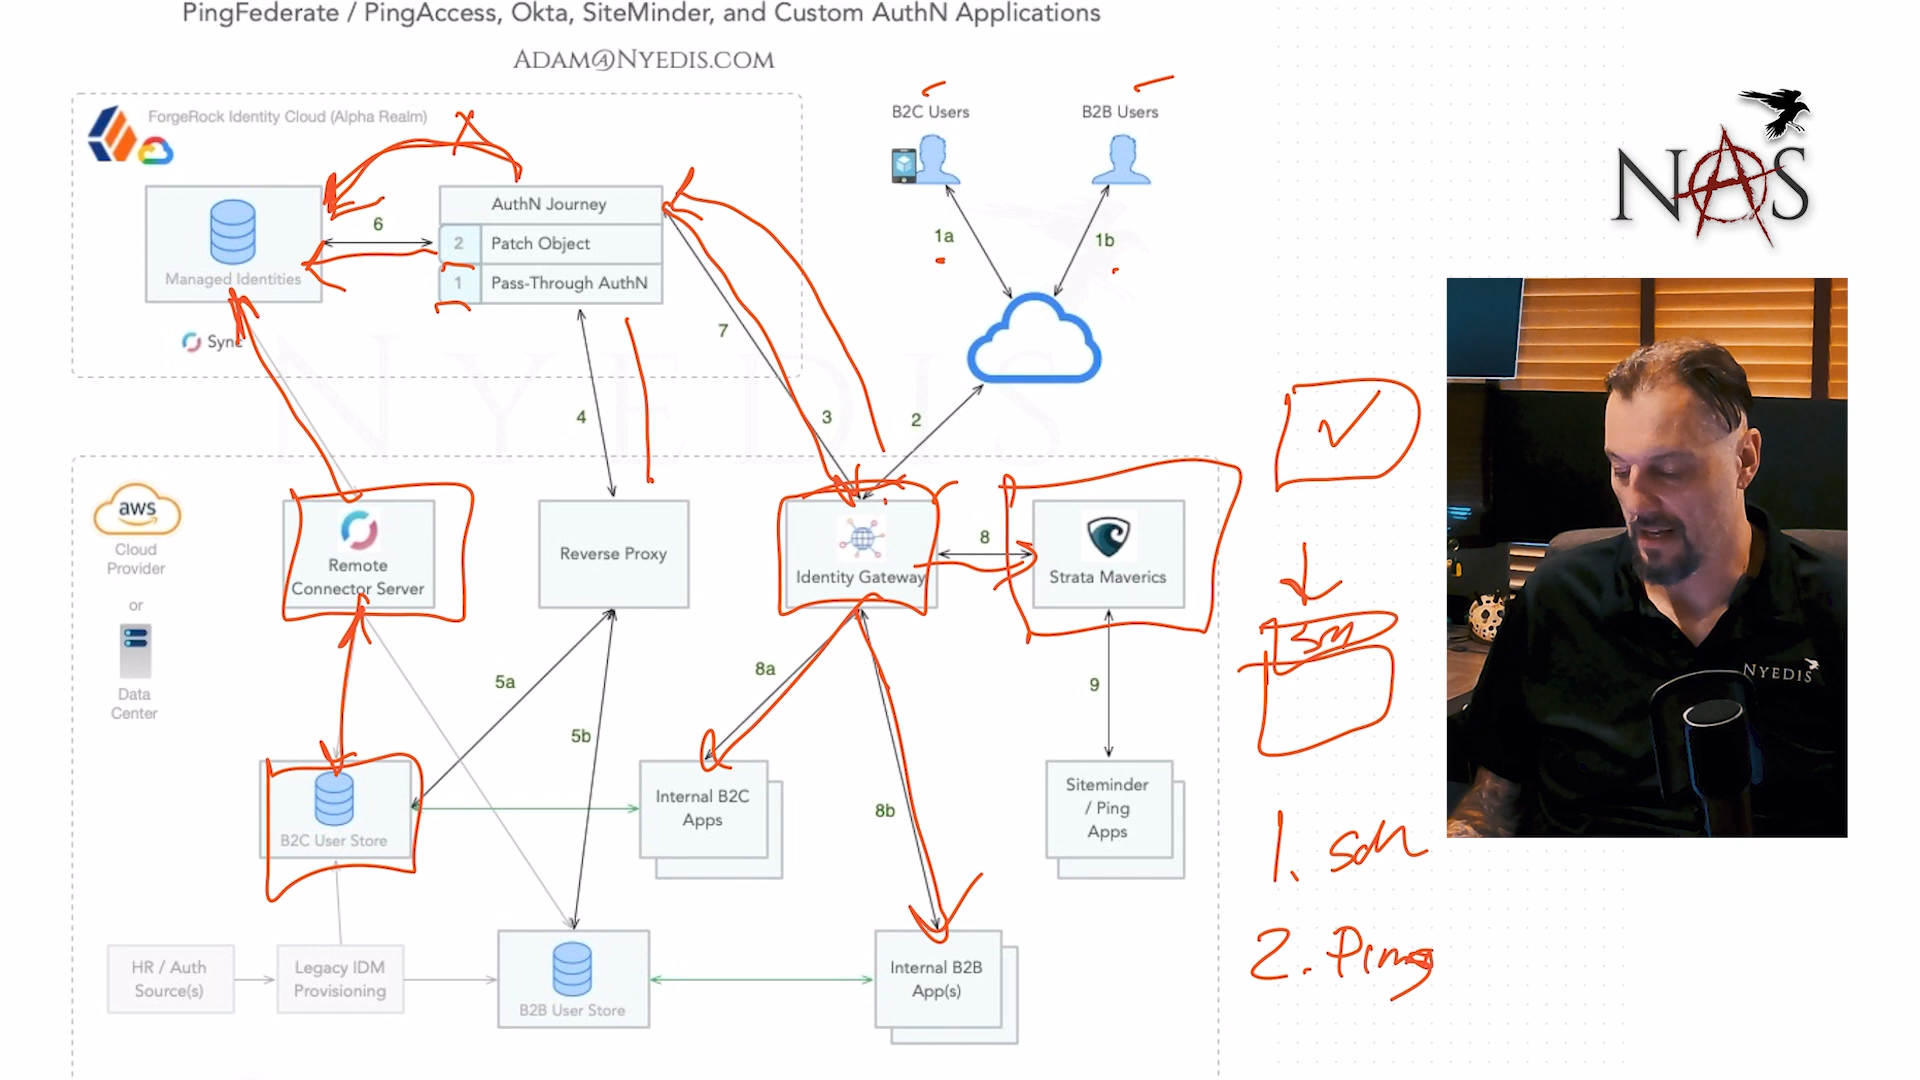 PingFederate / PingAccess, Okta, SiteMinder, and Custom AuthN Applications
ADAM@NYEDIS.COM
ForgeRock Identity Cloud (Alpha Realm)
B2C Users
B2B Users
NAS
AuthN Journey
6
2
Patch Object
Managed Identities
1
Pass-Through AuthN
1a
1b
Sync
7
NYEDIS
4
3
2
aws
Cloud
Provider
or
Data
Center
Remote
Connector Server
Reverse Proxy
Identity Gateway
8
Strata Maverics
SM
NYEDIS
5a
8a
9
5b
B2C User Store
Internal B2C
Apps
8b
Siteminder
/ Ping
Apps
1.
2. Ping
HR / Auth
Source(s)
Legacy IDM
Provisioning
B2B User Store
Internal B2B
App(s)